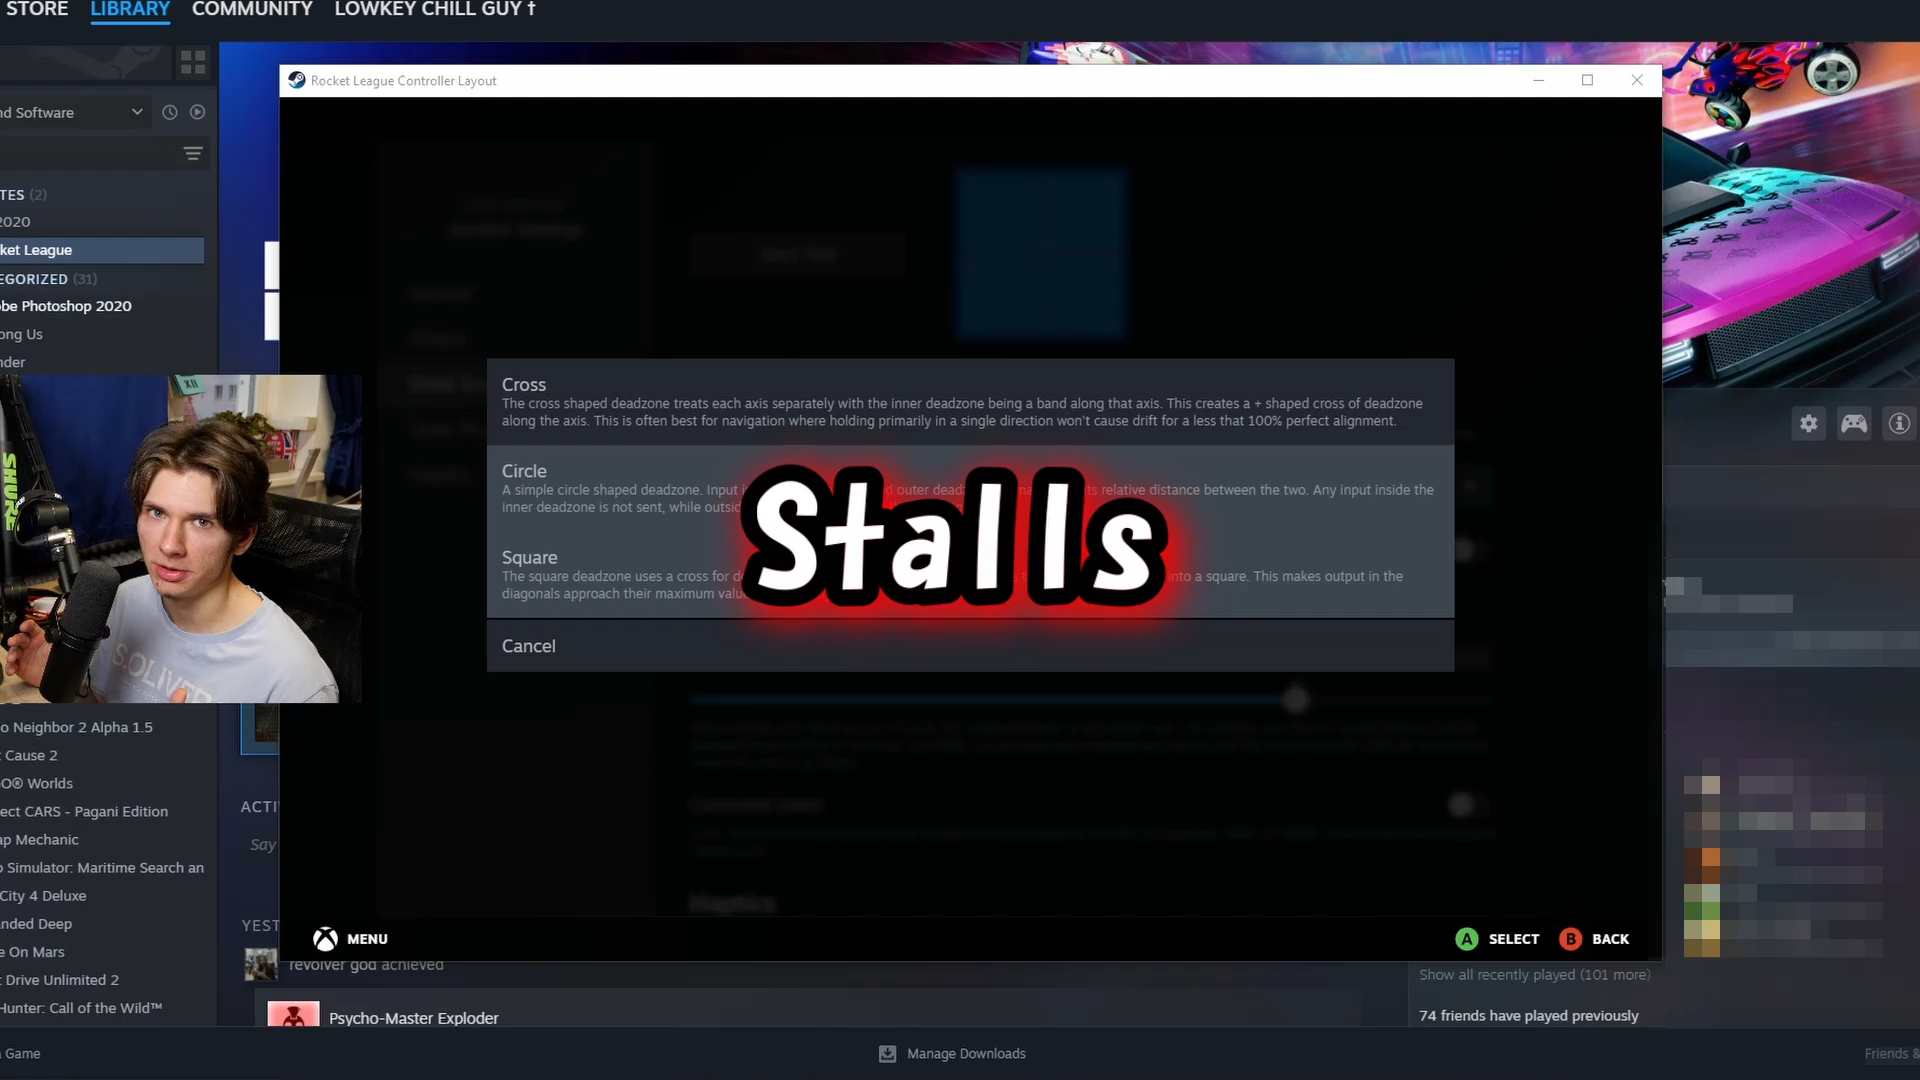 STORE LIBRARY COMMUNITY LOWKEY CHILL GUY †
Rocket League Controller Layout
nd Software
TES (2)
2020
ket League
EGORIZED (31)
be Photoshop 2020
ong Us
nder
Cross
The cross shaped deadzone treats each axis separately with the inner deadzone being a band along that axis. This creates a + shaped cross of deadzone
along the axis. This is often best for navigation where holding primarily in a single direction won't cause drift for a less that 100% perfect alignment.
Circle
A simple circle shaped deadzone. Input outer relative distance between the two. Any input inside the
inner deadzone is not sent, while
Stalls
Square
The square deadzone uses a cross for into a square. This makes output in the
diagonals approach their maximum
Cancel
SHURE
XII
S.OLIVER
o Neighbor 2 Alpha 1.5
t Cause 2
GO® Worlds
ect CARS - Pagani Edition
ap Mechanic
p Simulator: Maritime Search an
City 4 Deluxe
anded Deep
e On Mars
t Drive Unlimited 2
Hunter: Call of the Wild™
ACTI
Say
Haptics
YEST
MENU
A SELECT B BACK
revolver god achieved
Show all recently played (101 more)
Psycho-Master Exploder
74 friends have played previously
a Game
Manage Downloads
Friends &